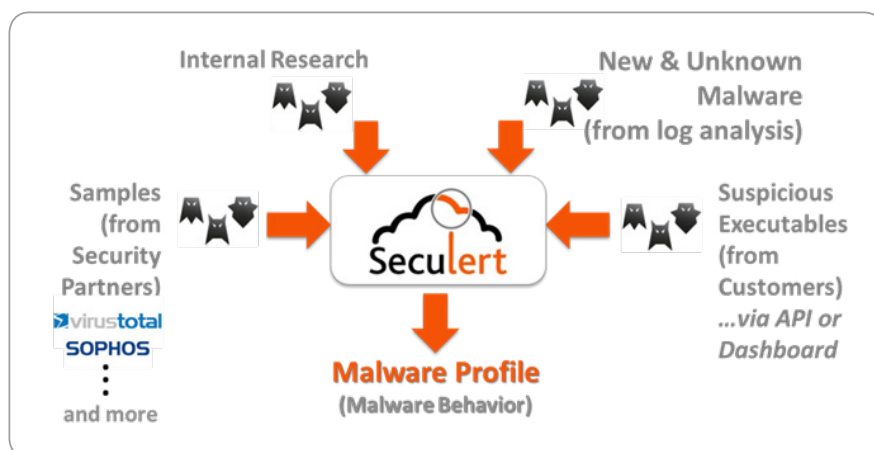 Internal Research
New & Unknown
Malware
(from log analysis)
Samples
(from
Security
Partners)
virustotal
SOPHOS
and more
Seculert
Suspicious
Executables
(from
Customers)
...via API or
Dashboard
Malware Profile
(Malware Behavior)